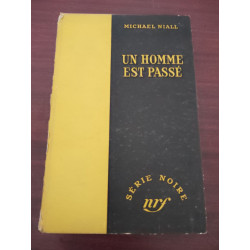 MICHAEL NIALL
UN HOMME
EST PASSÉ
SÉRIE NOIRE
nrf